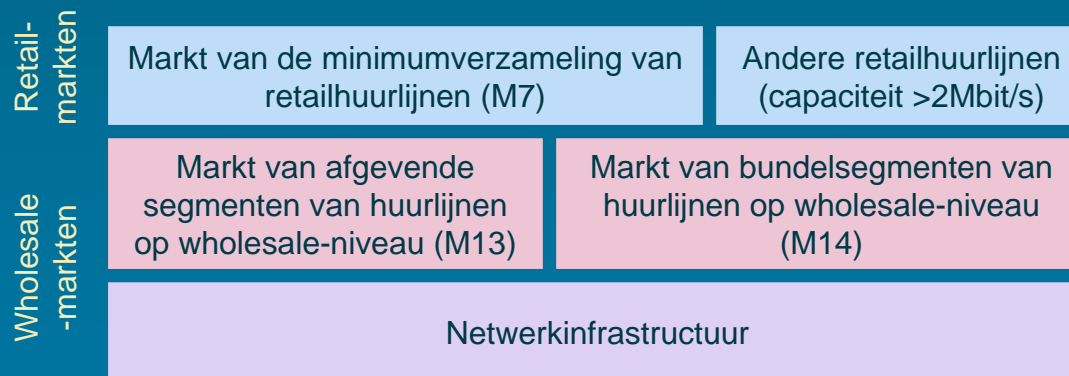 Retail-
markten
Markt van de minimumverzameling van
retailhuurlijnen (M7)
Andere retailhuurlijnen
(capaciteit >2Mbit/s)
Wholesale
-markten
Markt van afgevende
segmenten van huurlijnen
op wholesale-niveau (M13)
Markt van bundelsegmenten van
huurlijnen op wholesale-niveau
(M14)
Netwerkinfrastructuur